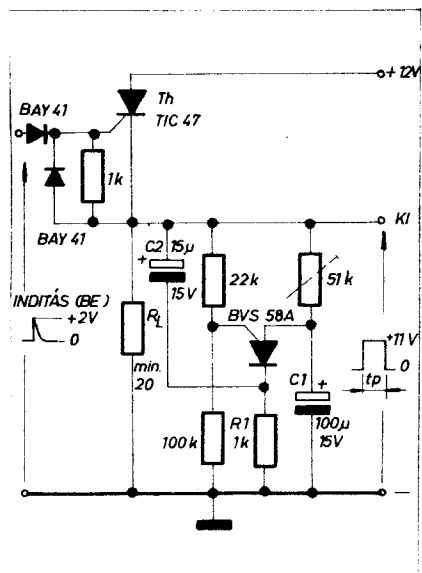 +12V
Th
TIC 47
BAY 41
1k
BAY 41
KI
C2 15µ
+
15V
22k
51k
BVS 58A
INDÍTÁS (BE)
+2V
0
RL
min.
20
+11V
0
tp
C1 +
100k
R1
1k
100µ
15V
−